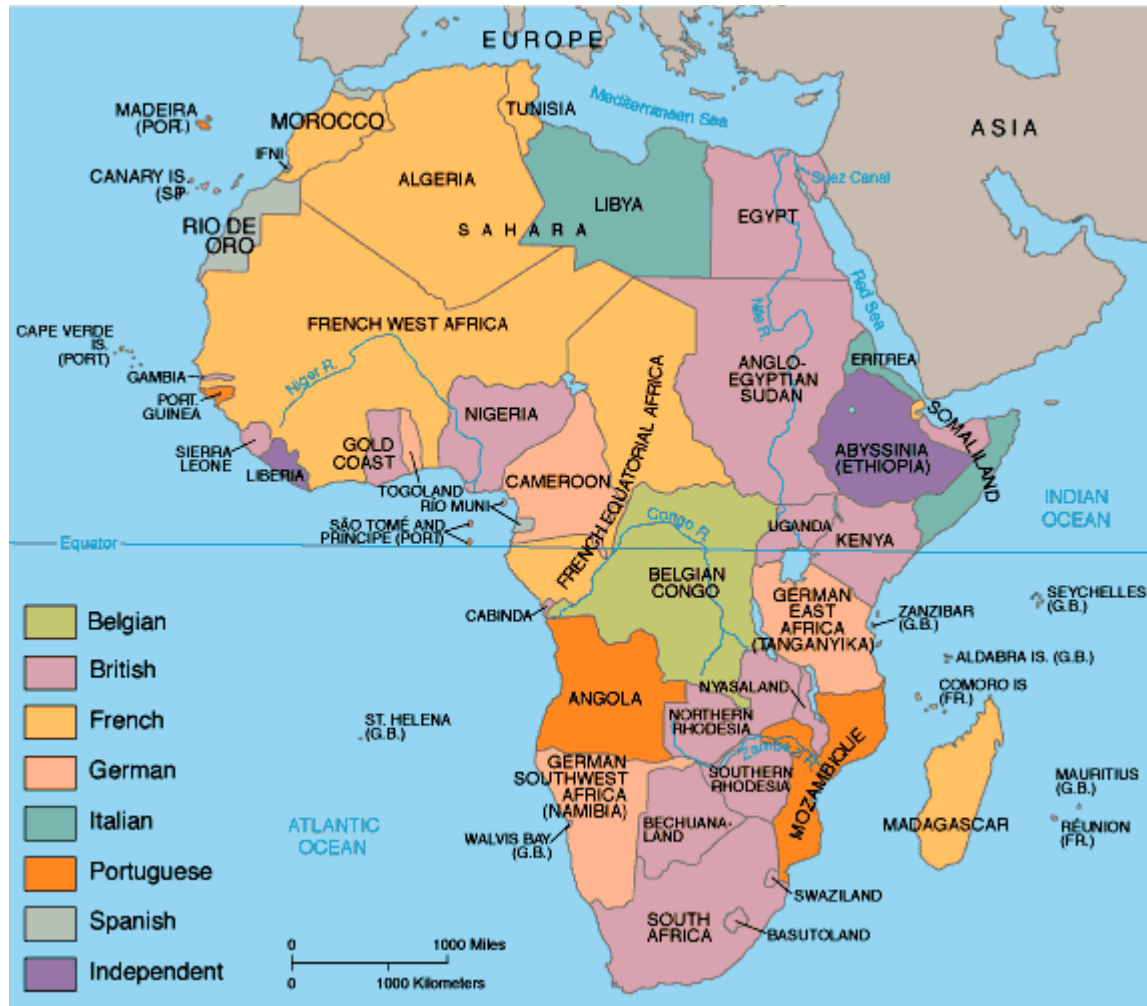 EUROPE
ASIA
Mediterranean Sea
MADEIRA
(PORT.)
MOROCCO
TUNISIA
IFNI
CANARY IS.
(SP
ALGERIA
LIBYA
EGYPT
Suez Canal
RIO DE
ORO
SAHARA
Red Sea
Nile R.
FRENCH WEST AFRICA
CAPE VERDE
IS.
(PORT)
GAMBIA
PORT.
GUINEA
Niger R.
NIGERIA
ANGLO-
EGYPTIAN
SUDAN
ERITREA
SOMALILAND
ABYSSINIA
(ETHIOPIA)
SIERRA
LEONE
LIBERIA
GOLD
COAST
TOGOLAND
CAMEROON
FRENCH EQUATORIAL AFRICA
RÍO MUNI
SÃO TOMÉ AND
PRÍNCIPE (PORT)
Equator
Congo R.
UGANDA
KENYA
INDIAN
OCEAN
BELGIAN
CONGO
CABINDA
GERMAN
EAST
AFRICA
(TANGANYIKA)
ZANZIBAR
(G.B.)
SEYCHELLES
(G.B.)
ALDABRA IS. (G.B.)
COMORO IS
(FR.)
ANGOLA
NYASALAND
NORTHERN
RHODESIA
Zambezi R.
MOZAMBIQUE
ST. HELENA
(G.B.)
GERMAN
SOUTHWEST
AFRICA
(NAMIBIA)
SOUTHERN
RHODESIA
BECHUANA-
LAND
WALVIS BAY
(G.B.)
MADAGASCAR
MAURITIUS
(G.B.)
RÉUNION
(FR.)
ATLANTIC
OCEAN
SWAZILAND
SOUTH
AFRICA
BASUTOLAND
Belgian
British
French
German
Italian
Portuguese
Spanish
Independent
0 1000 Miles
0 1000 Kilometers